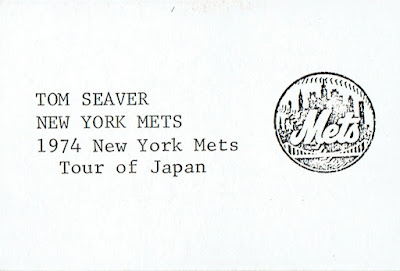 TOM SEAVER
NEW YORK METS
1974 New York Mets
Tour of Japan
Mets